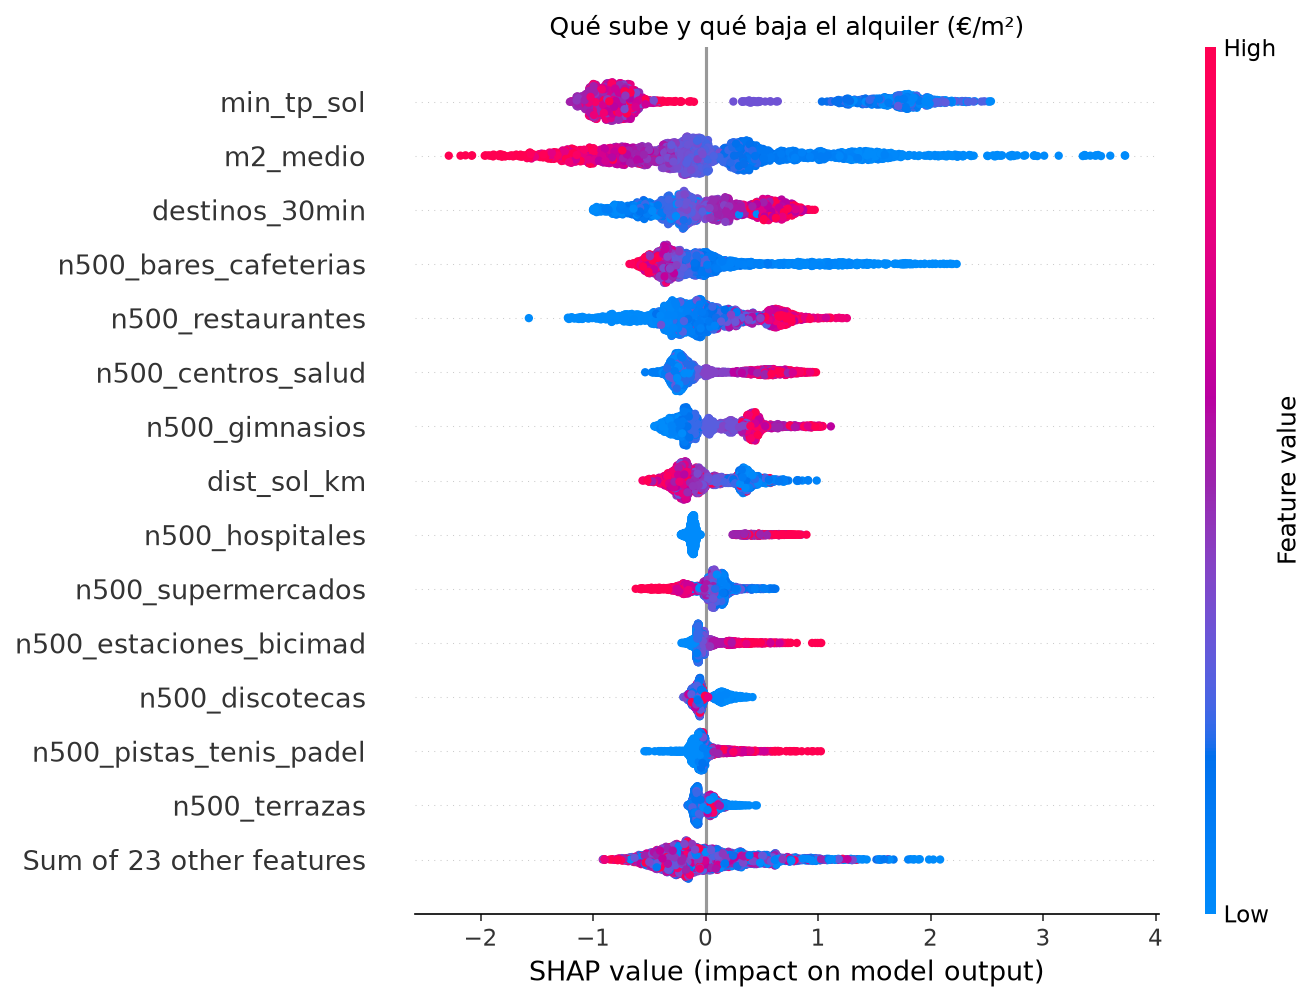 Qué sube y qué baja el alquiler (€/m²)
High
min_tp_sol
m2_medio
destinos_30min
n500_bares_cafeterias
n500_restaurantes
n500_centros_salud
n500_gimnasios
dist_sol_km
n500_hospitales
n500_supermercados
n500_estaciones_bicimad
n500_discotecas
n500_pistas_tenis_padel
n500_terrazas
Sum of 23 other features
Feature value
Low
−2 −1 0 1 2 3 4
SHAP value (impact on model output)